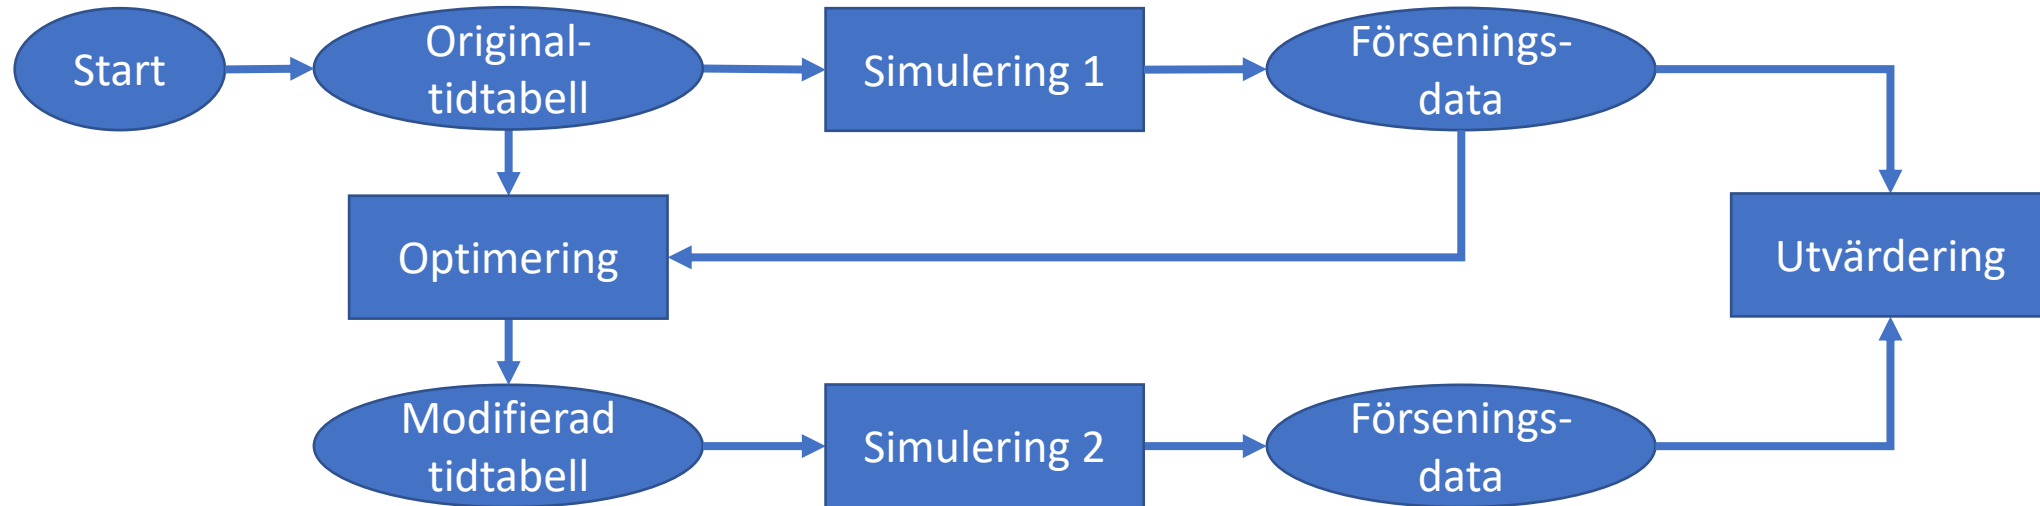 Start
Original-
tidtabell
Simulering 1
Försenings-
data
Optimering
Utvärdering
Modifierad
tidtabell
Simulering 2
Försenings-
data